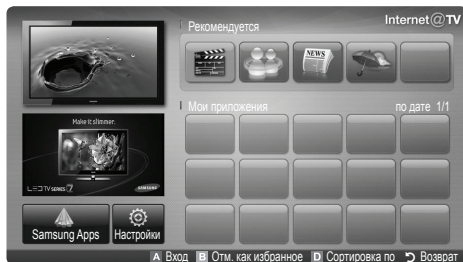 Internet@TV
Рекомендуется
NEWS
Мои приложения по дате 1/1
Make it slimmer.
LED TV SERIES 7 SAMSUNG
Samsung Apps Настройки
A Вход B Отм. как избранное D Сортировка по Возврат